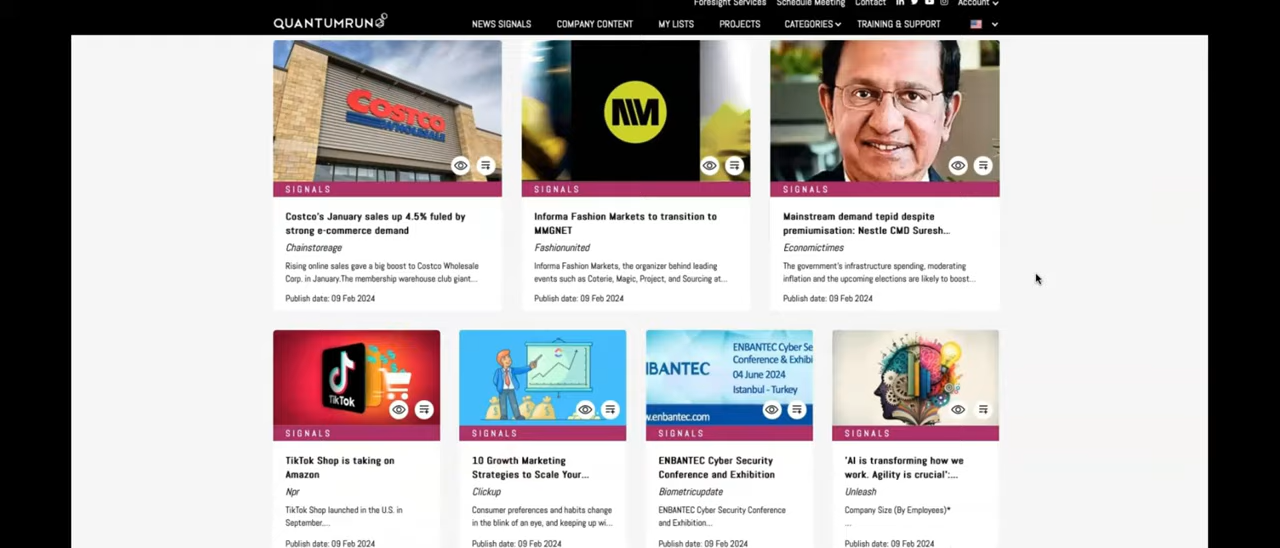 Foresight Services Schedule Meeting Contact Account
QUANTUMRUN NEWS SIGNALS COMPANY CONTENT MY LISTS PROJECTS CATEGORIES TRAINING & SUPPORT
COSTCO
WHOLESALE
SIGNALS
Costco's January sales up 4.5% fuled by
strong e-commerce demand
Chainstoreage
Rising online sales gave a big boost to Costco Wholesale
Corp. in January.The membership warehouse club giant...
Publish date: 09 Feb 2024
SIGNALS
Informa Fashion Markets to transition to
MMGNET
Fashionunited
Informa Fashion Markets, the organizer behind leading
events such as Coterie, Magic, Project, and Sourcing at...
Publish date: 09 Feb 2024
SIGNALS
Mainstream demand tepid despite
premiumisation: Nestle CMD Suresh...
Economictimes
The government's infrastructure spending, moderating
inflation and the upcoming elections are likely to boost...
Publish date: 09 Feb 2024
TikTok
SIGNALS
TikTok Shop is taking on
Amazon
Npr
TikTok Shop launched in the U.S. in
September,...
Publish date: 09 Feb 2024
SIGNALS
10 Growth Marketing
Strategies to Scale Your...
Clickup
Consumer preferences and habits change
in the blink of an eye, and keeping up wi...
Publish date: 09 Feb 2024
IBANTEC
ENBANTEC Cyber Se
Conference & Exhibi
04 June 2024
Istanbul - Turkey
w.enbantec.com
SIGNALS
ENBANTEC Cyber Security
Conference and Exhibition
Biometricupdate
ENBANTEC Cyber Security Conference
and Exhibition...
Publish date: 09 Feb 2024
SIGNALS
'AI is transforming how we
work. Agility is crucial':...
Unleash
Company Size (By Employees)*
...
Publish date: 09 Feb 2024